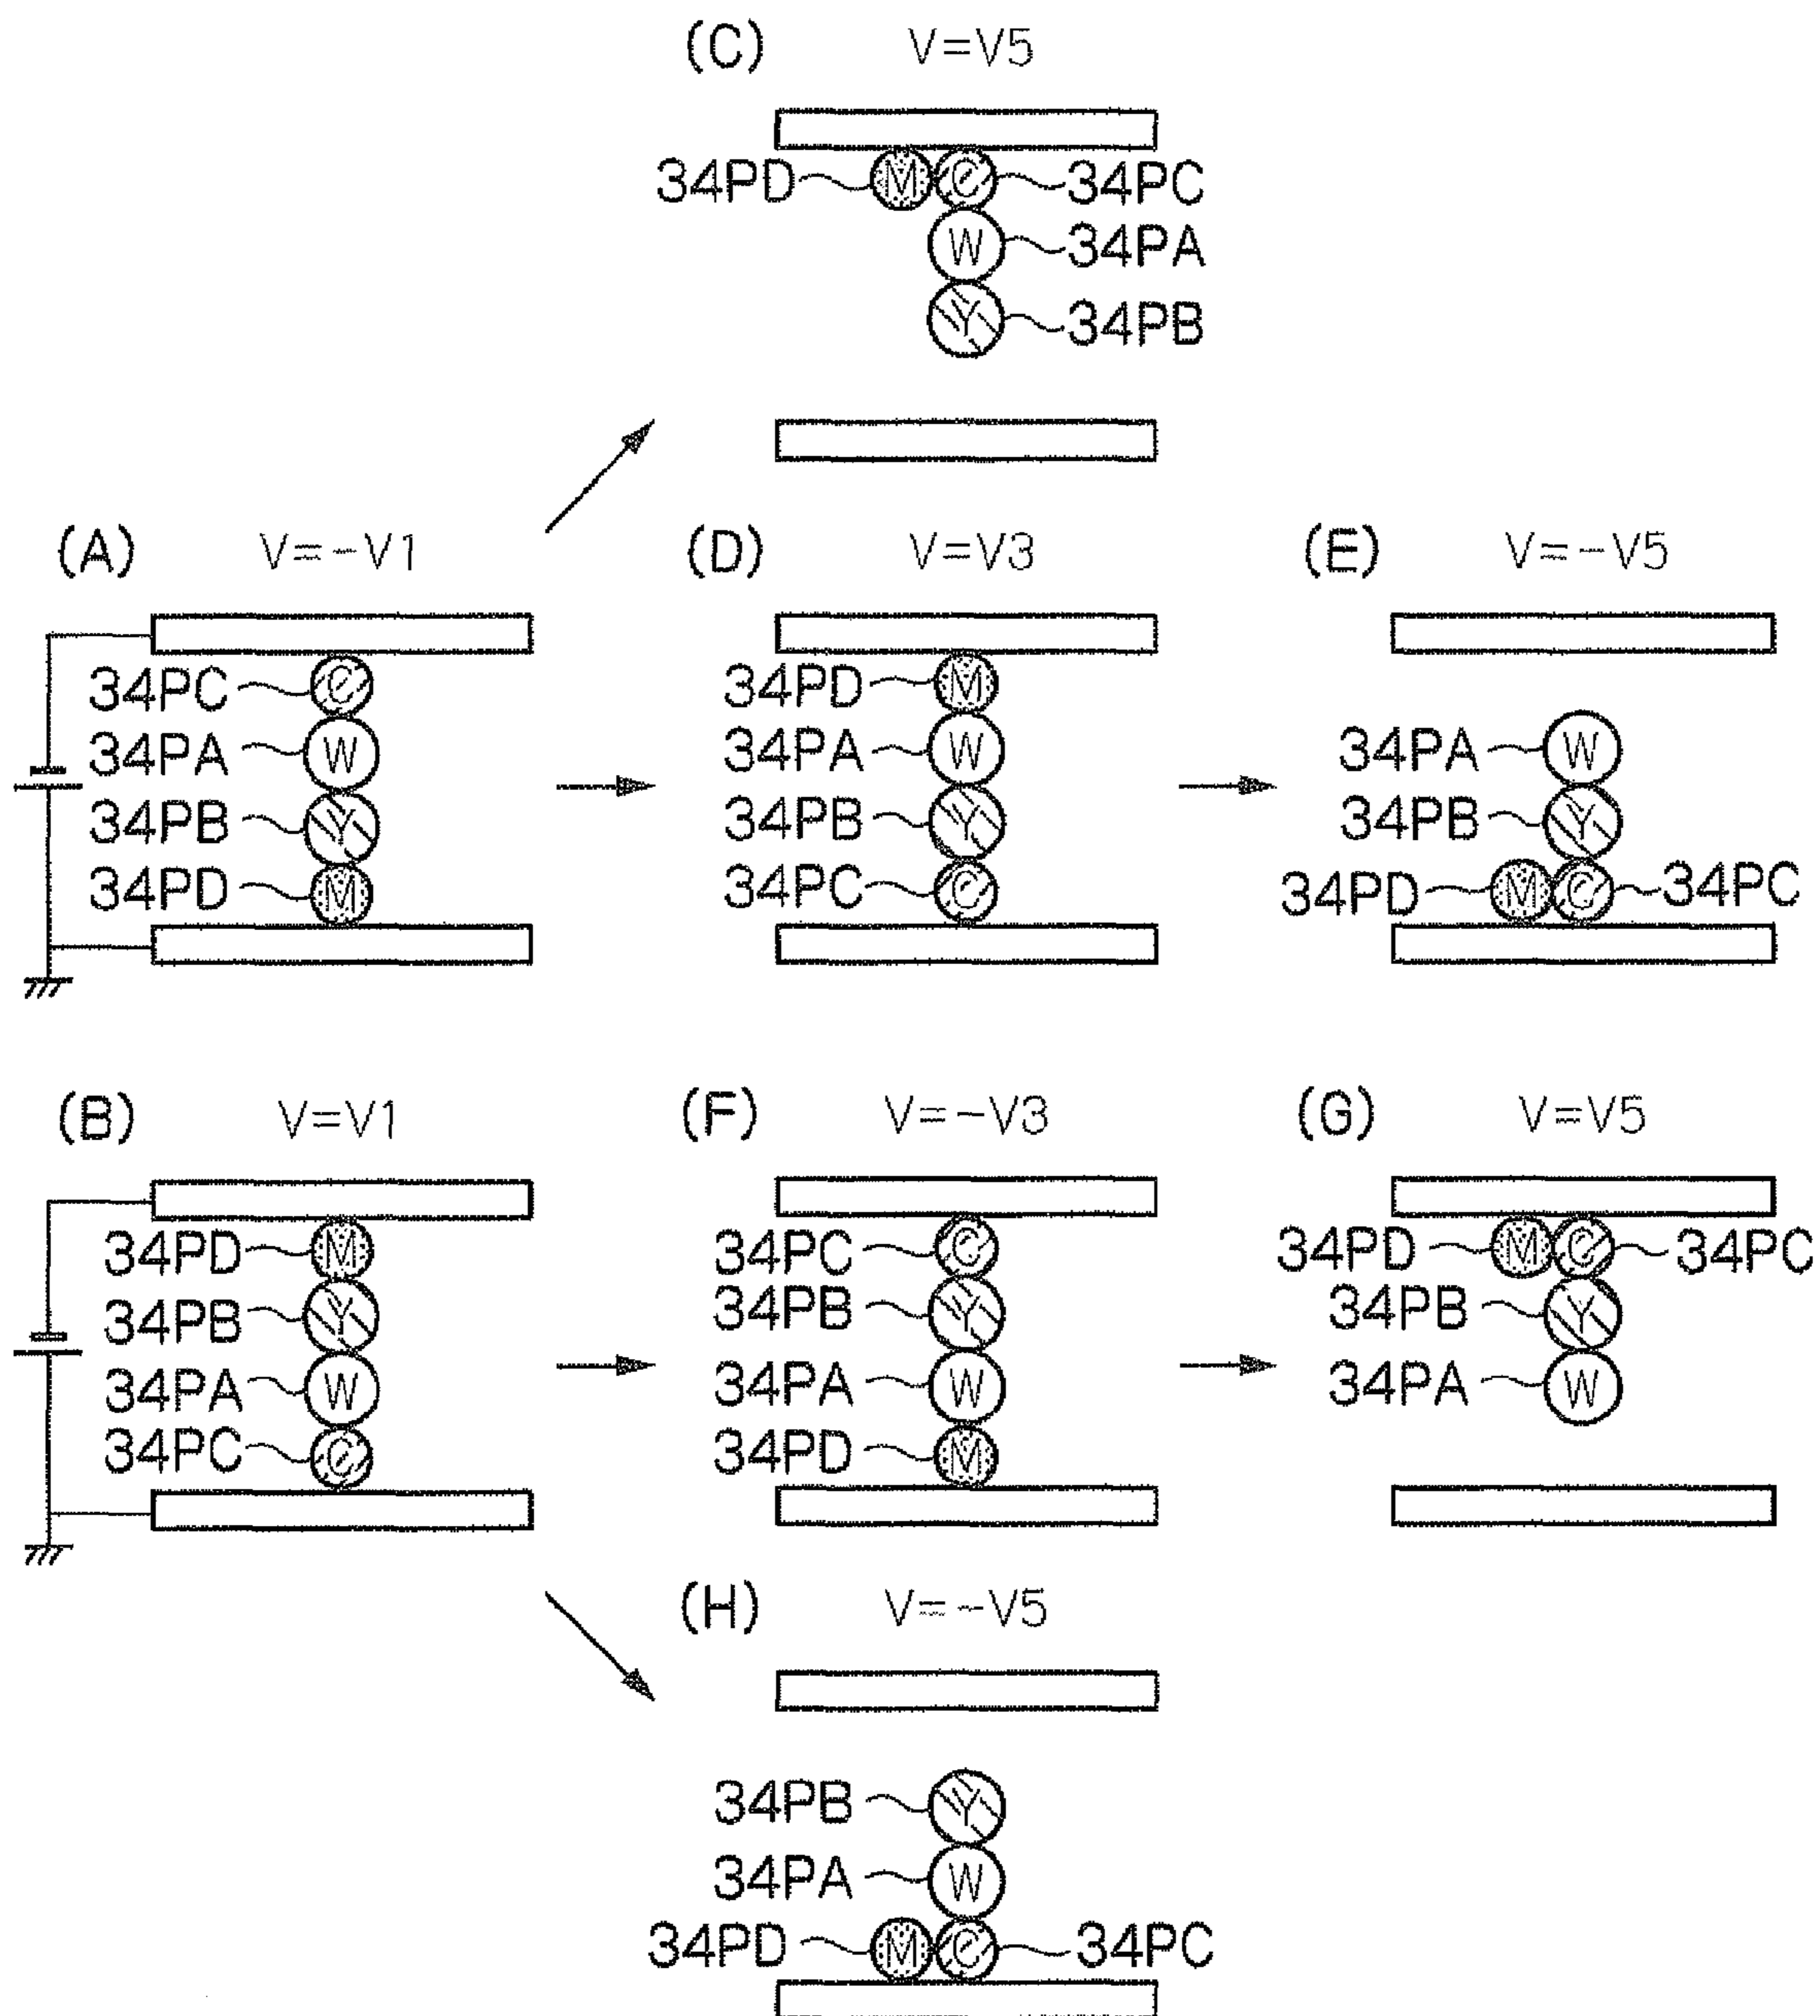 (C) V=V5
34PD M C 34PC
W 34PA
Y 34PB
(A) V=-V1
34PC C
34PA W
34PB Y
34PD M
(D) V=V3
34PD M
34PA W
34PB Y
34PC C
(E) V=-V5
34PA W
34PB Y
34PD M C 34PC
(B) V=V1
34PD M
34PB Y
34PA W
34PC C
(F) V=-V3
34PC C
34PB Y
34PA W
34PD M
(G) V=V5
34PD M C 34PC
34PB Y
34PA W
(H) V=-V5
34PB Y
34PA W
34PD M C 34PC